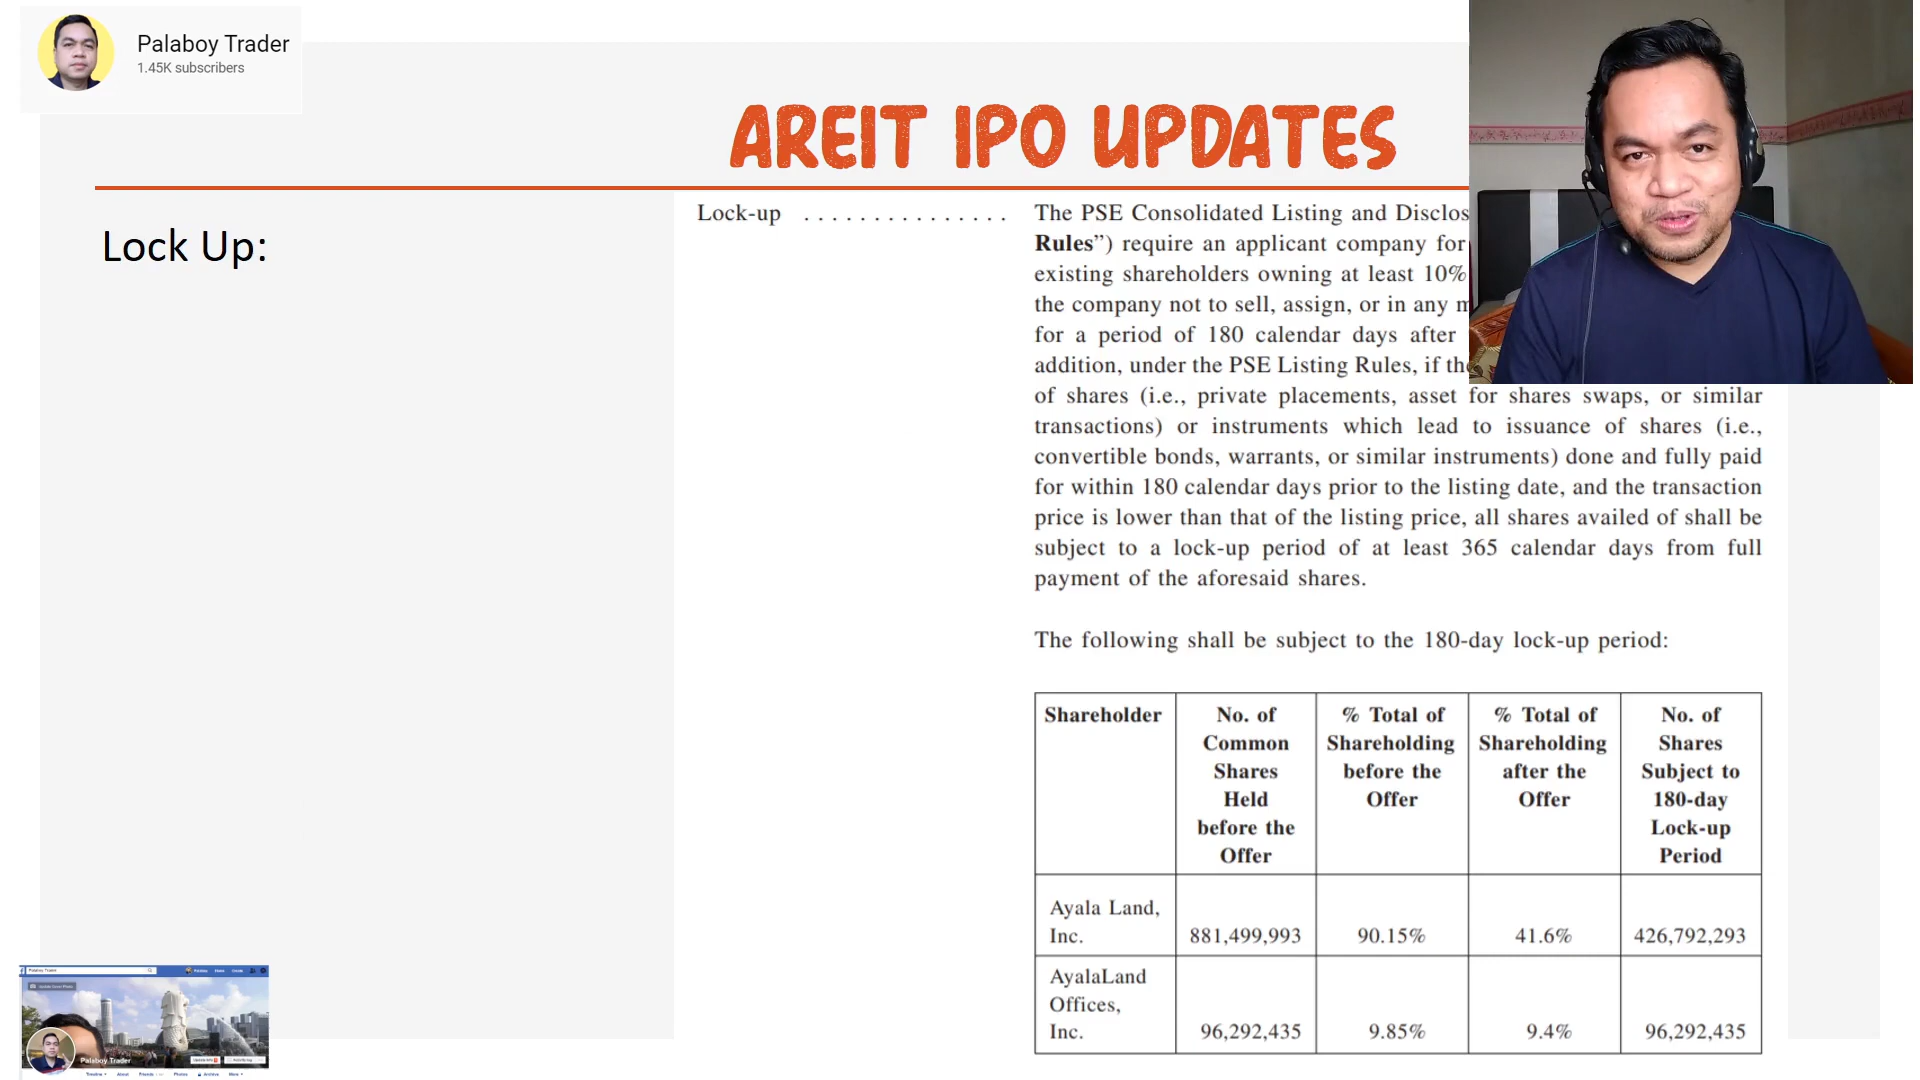 Palaboy Trader
1.45K subscribers
AREIT IPO UPDATES
Lock Up:
Lock-up . . . . . . . . . . . . . . .
The PSE Consolidated Listing and Disclos
Rules”) require an applicant company for
existing shareholders owning at least 10%
the company not to sell, assign, or in any m
for a period of 180 calendar days after
addition, under the PSE Listing Rules, if the
of shares (i.e., private placements, asset for shares swaps, or similar
transactions) or instruments which lead to issuance of shares (i.e.,
convertible bonds, warrants, or similar instruments) done and fully paid
for within 180 calendar days prior to the listing date, and the transaction
price is lower than that of the listing price, all shares availed of shall be
subject to a lock-up period of at least 365 calendar days from full
payment of the aforesaid shares.
The following shall be subject to the 180-day lock-up period:
Shareholder
No. of
Common
Shares
Held
before the
Offer
% Total of
Shareholding
before the
Offer
% Total of
Shareholding
after the
Offer
No. of
Shares
Subject to
180-day
Lock-up
Period
Ayala Land,
Inc.
881,499,993
90.15%
41.6%
426,792,293
AyalaLand
Offices,
Inc.
96,292,435
9.85%
9.4%
96,292,435
Palaboy Trader
Palaboy Trader
Timeline
About
Friends
Photos
Archive
More